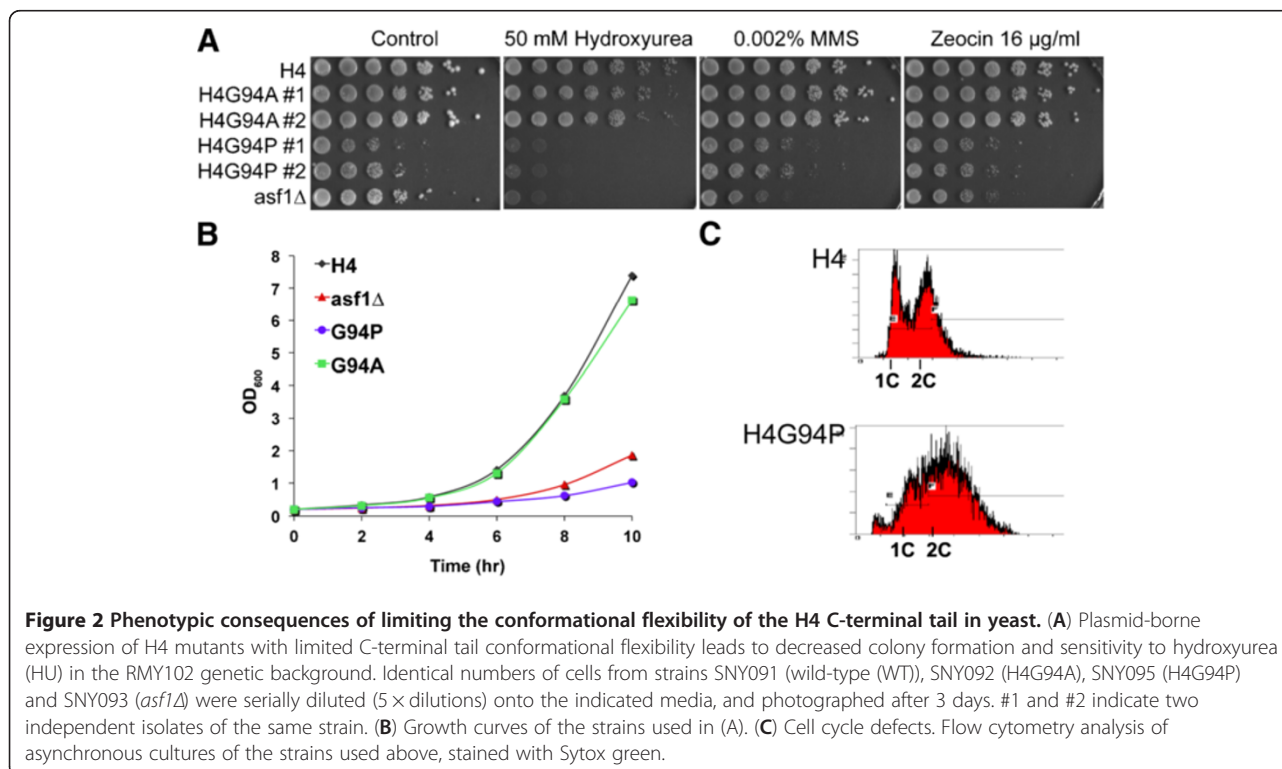 A
Control 50 mM Hydroxyurea 0.002% MMS Zeocin 16 µg/ml
H4
H4G94A #1
H4G94A #2
H4G94P #1
H4G94P #2
asf1Δ
B
8
7
6
5
4
3
2
1
0
OD600
H4
asf1Δ
G94P
G94A
0 2 4 6 8 10
Time (hr)
C
H4
1C 2C
H4G94P
1C 2C
Figure 2 Phenotypic consequences of limiting the conformational flexibility of the H4 C-terminal tail in yeast. (A) Plasmid-borne
expression of H4 mutants with limited C-terminal tail conformational flexibility leads to decreased colony formation and sensitivity to hydroxyurea
(HU) in the RMY102 genetic background. Identical numbers of cells from strains SNY091 (wild-type (WT)), SNY092 (H4G94A), SNY095 (H4G94P)
and SNY093 (asf1Δ) were serially diluted (5 × dilutions) onto the indicated media, and photographed after 3 days. #1 and #2 indicate two
independent isolates of the same strain. (B) Growth curves of the strains used in (A). (C) Cell cycle defects. Flow cytometry analysis of
asynchronous cultures of the strains used above, stained with Sytox green.